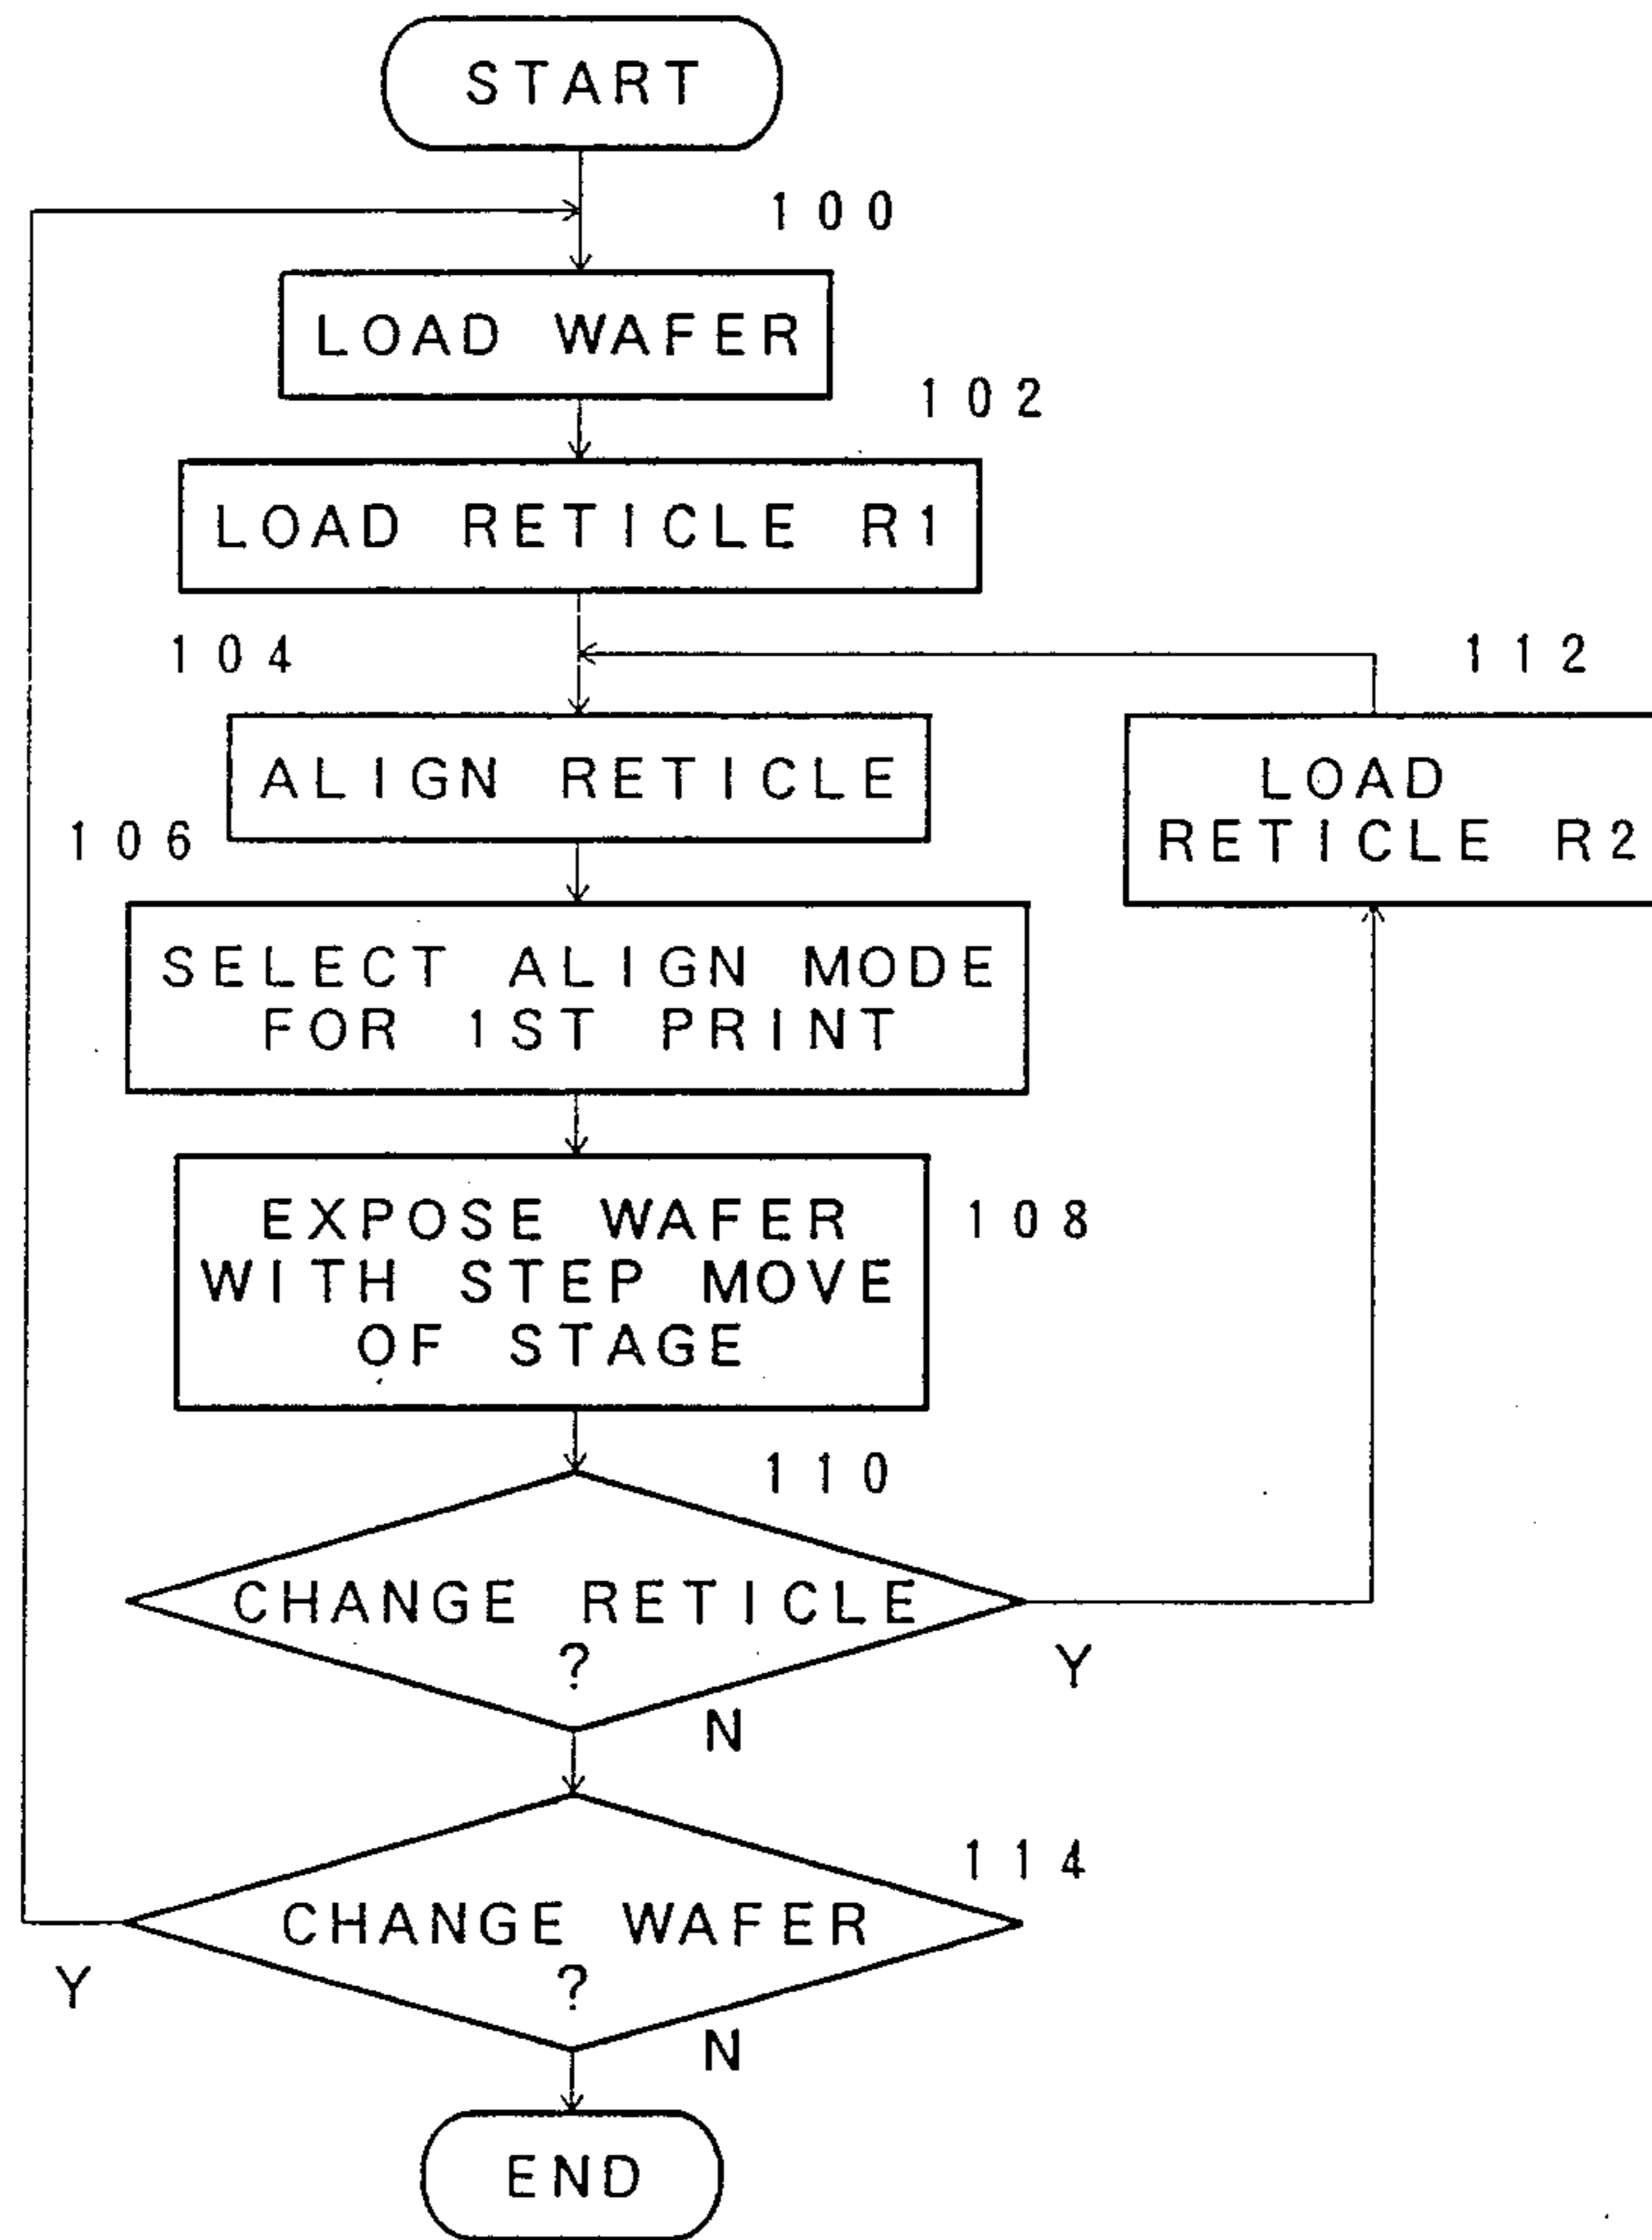 START
100
LOAD WAFER
102
LOAD RETICLE R1
104
112
ALIGN RETICLE
LOAD
RETICLE R2
106
SELECT ALIGN MODE
FOR 1ST PRINT
EXPOSE WAFER
WITH STEP MOVE
OF STAGE
108
110
CHANGE RETICLE
?
Y
N
114
CHANGE WAFER
?
Y
N
END